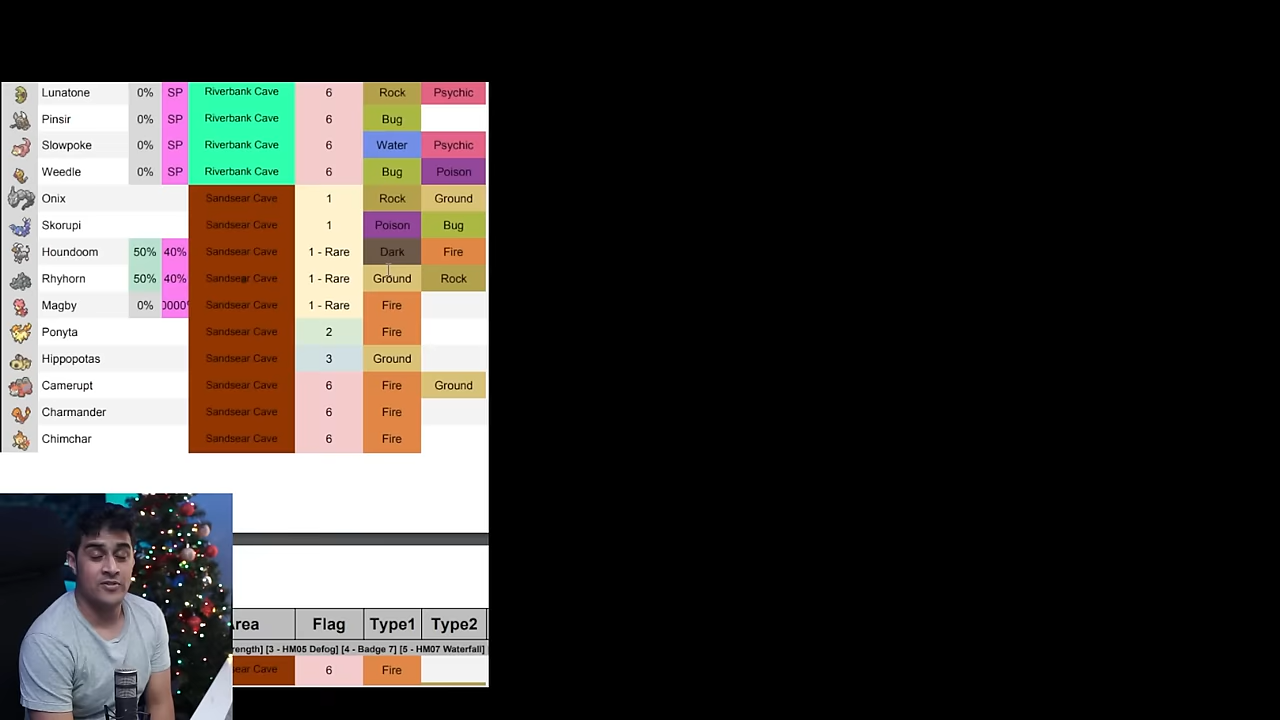 Lunatone 0% SP Riverbank Cave 6 Rock Psychic
Pinsir 0% SP Riverbank Cave 6 Bug
Slowpoke 0% SP Riverbank Cave 6 Water Psychic
Weedle 0% SP Riverbank Cave 6 Bug Poison
Onix Sandsear Cave 1 Rock Ground
Skorupi Sandsear Cave 1 Poison Bug
Houndoom 50% 40% Sandsear Cave 1 - Rare Dark Fire
Rhyhorn 50% 40% Sandsear Cave 1 - Rare Ground Rock
Magby 0% 0000% Sandsear Cave 1 - Rare Fire
Ponyta Sandsear Cave 2 Fire
Hippopotas Sandsear Cave 3 Ground
Camerupt Sandsear Cave 6 Fire Ground
Charmander Sandsear Cave 6 Fire
Chimchar Sandsear Cave 6 Fire
Area Flag Type1 Type2
rength] [3 - HM05 Defog] [4 - Badge 7] [5 - HM07 Waterfall]
sear Cave 6 Fire